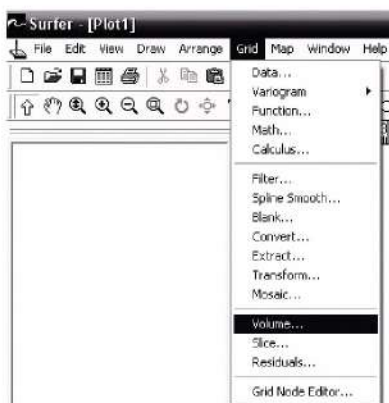 Surfer - [Plot1]
File Edit View Draw Arrange Grid Map Window Help
Data...
Variogram
Function...
Math...
Calculus...
Filter...
Spline Smooth...
Blank...
Convert...
Extract...
Transform...
Mosaic...
Volume...
Slice...
Residuals...
Grid Node Editor...